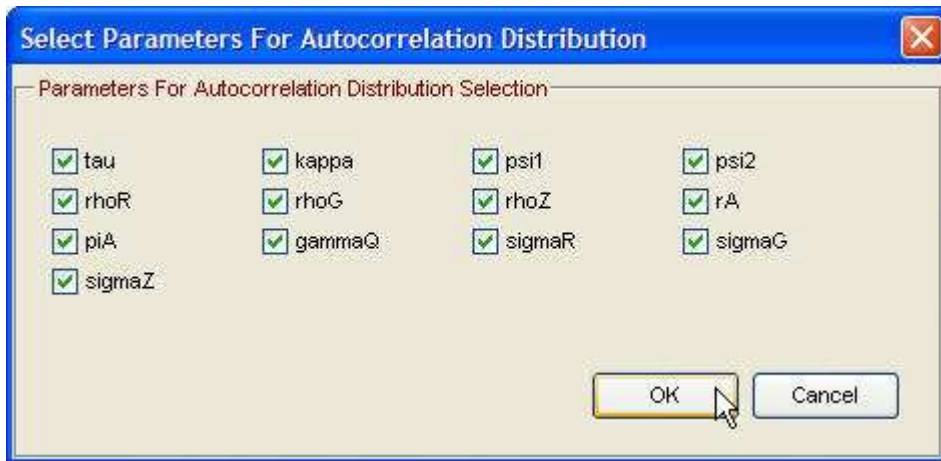 Select Parameters For Autocorrelation Distribution
Parameters For Autocorrelation Distribution Selection
tau kappa psi1 psi2
rhoR rhoG rhoZ rA
piA gammaQ sigmaR sigmaG
sigmaZ
OK Cancel